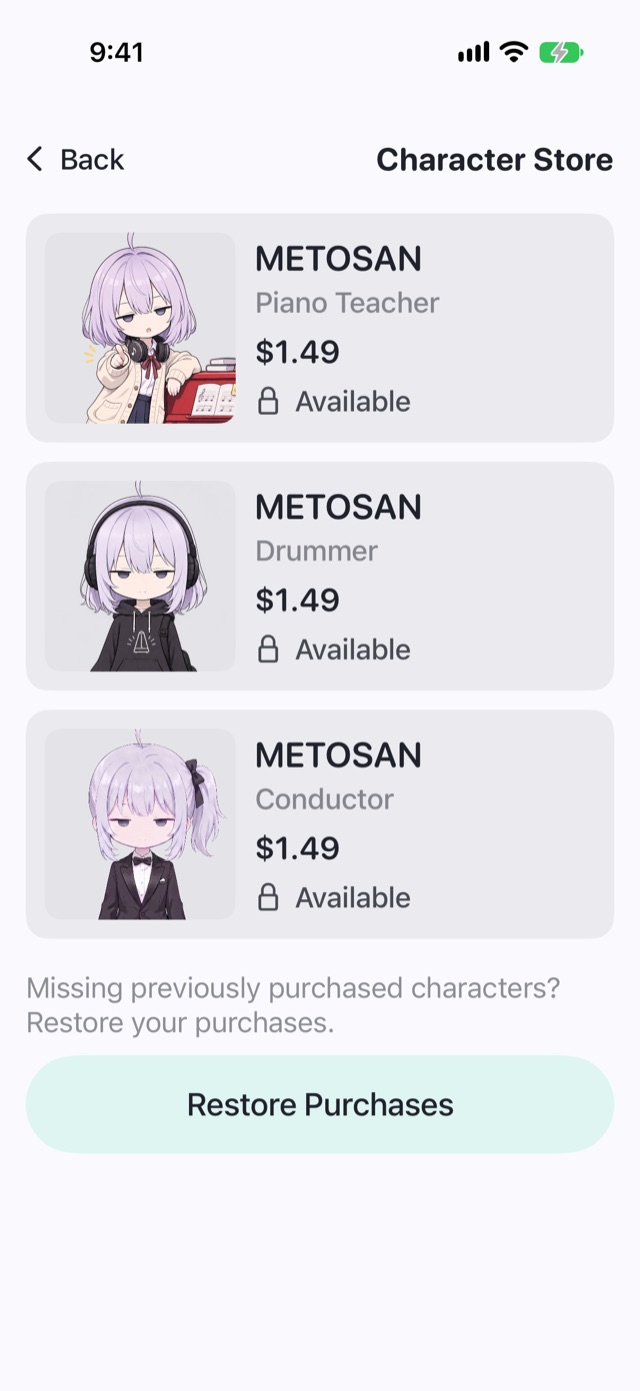 9:41
Back
Character Store
METOSAN
Piano Teacher
$1.49
Available
METOSAN
Drummer
$1.49
Available
METOSAN
Conductor
$1.49
Available
Missing previously purchased characters?
Restore your purchases.
Restore Purchases